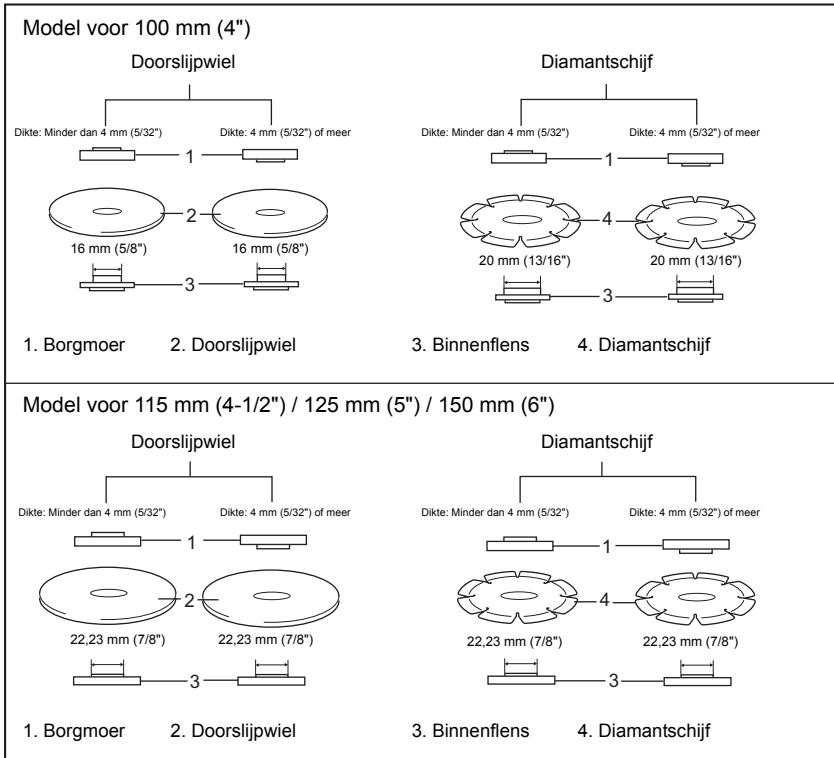 Model voor 100 mm (4")
Doorslijpwiel Diamantschijf
Dikte: Minder dan 4 mm (5/32") Dikte: 4 mm (5/32") of meer Dikte: Minder dan 4 mm (5/32") Dikte: 4 mm (5/32") of meer
1 1
2 4
16 mm (5/8") 16 mm (5/8") 20 mm (13/16") 20 mm (13/16")
3 3
1. Borgmoer 2. Doorslijpwiel 3. Binnenflens 4. Diamantschijf
Model voor 115 mm (4-1/2") / 125 mm (5") / 150 mm (6")
Doorslijpwiel Diamantschijf
Dikte: Minder dan 4 mm (5/32") Dikte: 4 mm (5/32") of meer Dikte: Minder dan 4 mm (5/32") Dikte: 4 mm (5/32") of meer
1 1
2 4
22,23 mm (7/8") 22,23 mm (7/8") 22,23 mm (7/8") 22,23 mm (7/8")
3 3
1. Borgmoer 2. Doorslijpwiel 3. Binnenflens 4. Diamantschijf